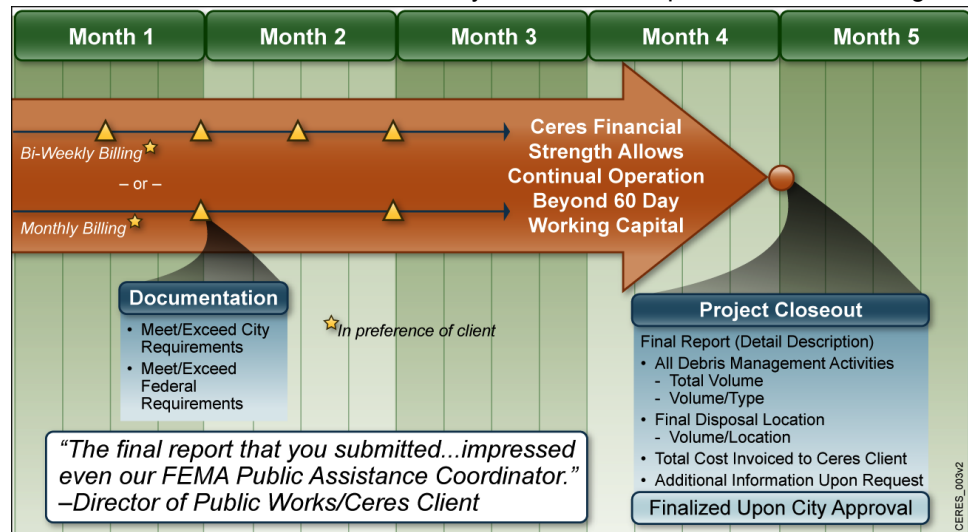 Month 1
Month 2
Month 3
Month 4
Month 5
Bi-Weekly Billing
– or –
Monthly Billing
Ceres Financial
Strength Allows
Continual Operation
Beyond 60 Day
Working Capital
Documentation
• Meet/Exceed City
Requirements
• Meet/Exceed
Federal
Requirements
In preference of client
Project Closeout
Final Report (Detail Description)
• All Debris Management Activities
- Total Volume
- Volume/Type
• Final Disposal Location
- Volume/Location
• Total Cost Invoiced to Ceres Client
• Additional Information Upon Request
Finalized Upon City Approval
“The final report that you submitted...impressed
even our FEMA Public Assistance Coordinator.”
–Director of Public Works/Ceres Client
CERES_003v2